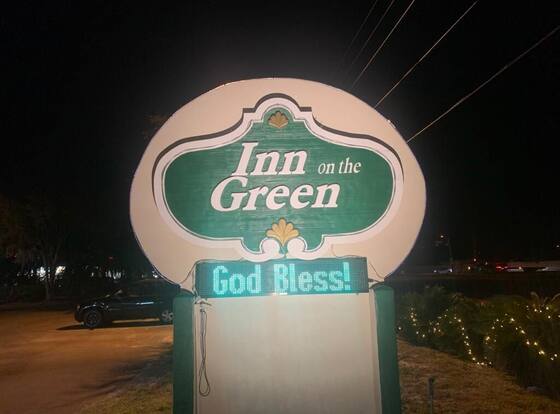 Inn on the
Green
God Bless!